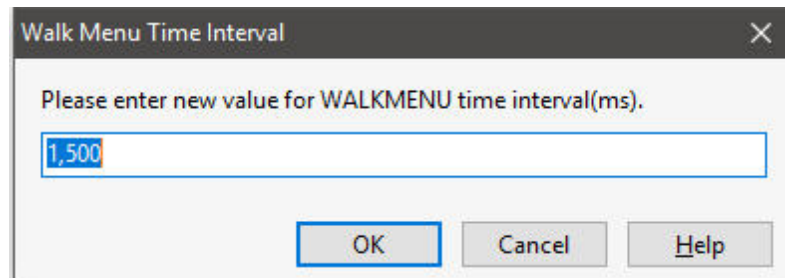 Walk Menu Time Interval
Please enter new value for WALKMENU time interval(ms).
1,500
OK Cancel Help